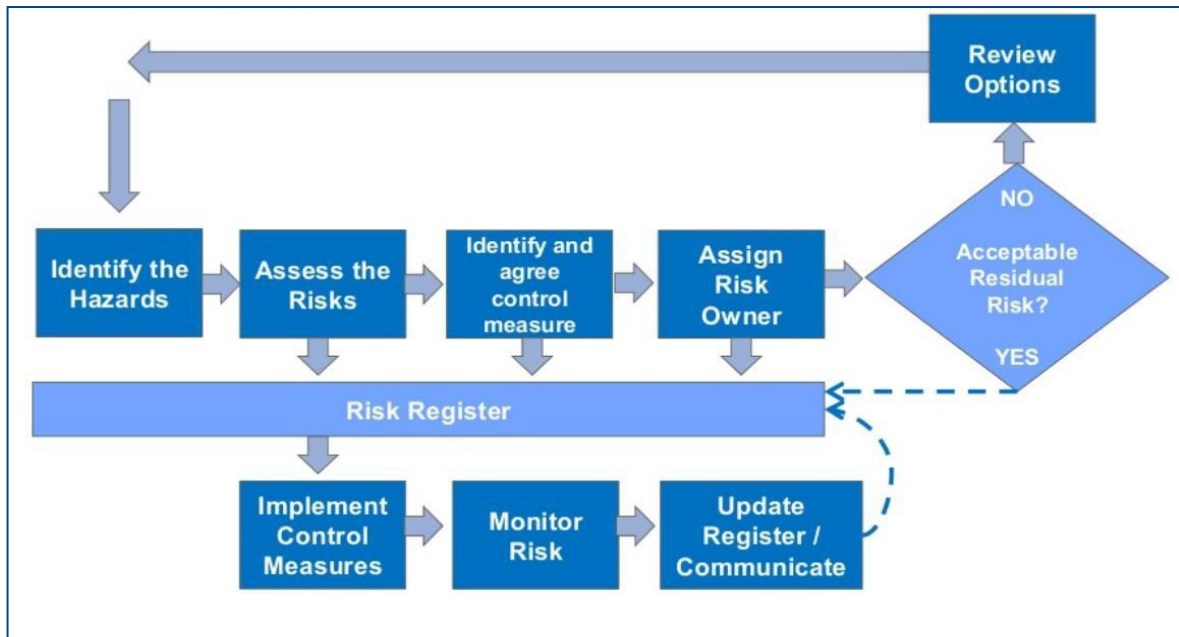 Review
Options
Identify the
Hazards
Assess the
Risks
Identify and
agree
control
measure
Assign
Risk
Owner
NO
Acceptable
Residual
Risk?
YES
Risk Register
Implement
Control
Measures
Monitor
Risk
Update
Register /
Communicate